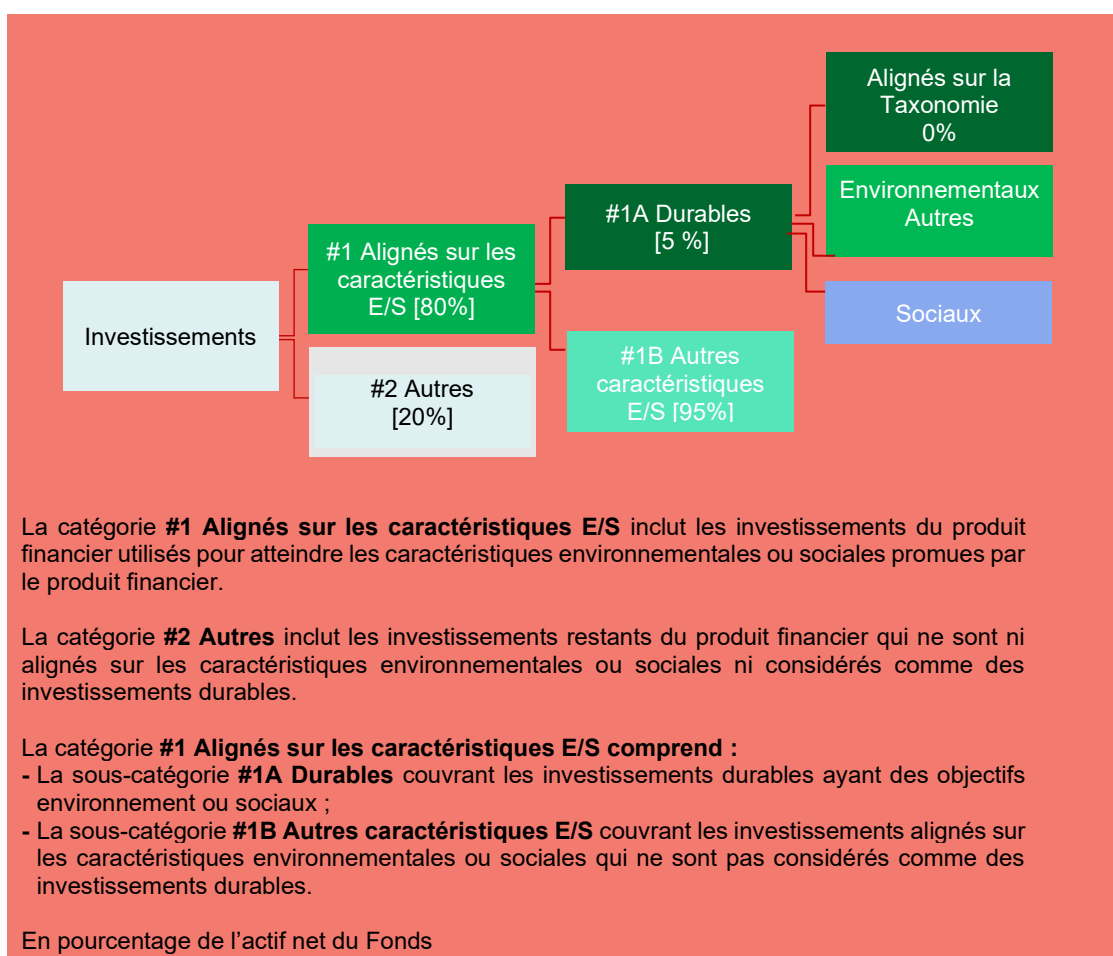 Alignés sur la
Taxonomie
0%
Environnementaux
Autres
#1A Durables
[5 %]
#1 Alignés sur les
caractéristiques
E/S [80%]
Sociaux
Investissements
#1B Autres
caractéristiques
E/S [95%]
#2 Autres
[20%]
La catégorie #1 Alignés sur les caractéristiques E/S inclut les investissements du produit
financier utilisés pour atteindre les caractéristiques environnementales ou sociales promues par
le produit financier.
La catégorie #2 Autres inclut les investissements restants du produit financier qui ne sont ni
alignés sur les caractéristiques environnementales ou sociales ni considérés comme des
investissements durables.
La catégorie #1 Alignés sur les caractéristiques E/S comprend :
- La sous-catégorie #1A Durables couvrant les investissements durables ayant des objectifs
environnement ou sociaux ;
- La sous-catégorie #1B Autres caractéristiques E/S couvrant les investissements alignés sur
les caractéristiques environnementales ou sociales qui ne sont pas considérés comme des
investissements durables.
En pourcentage de l’actif net du Fonds